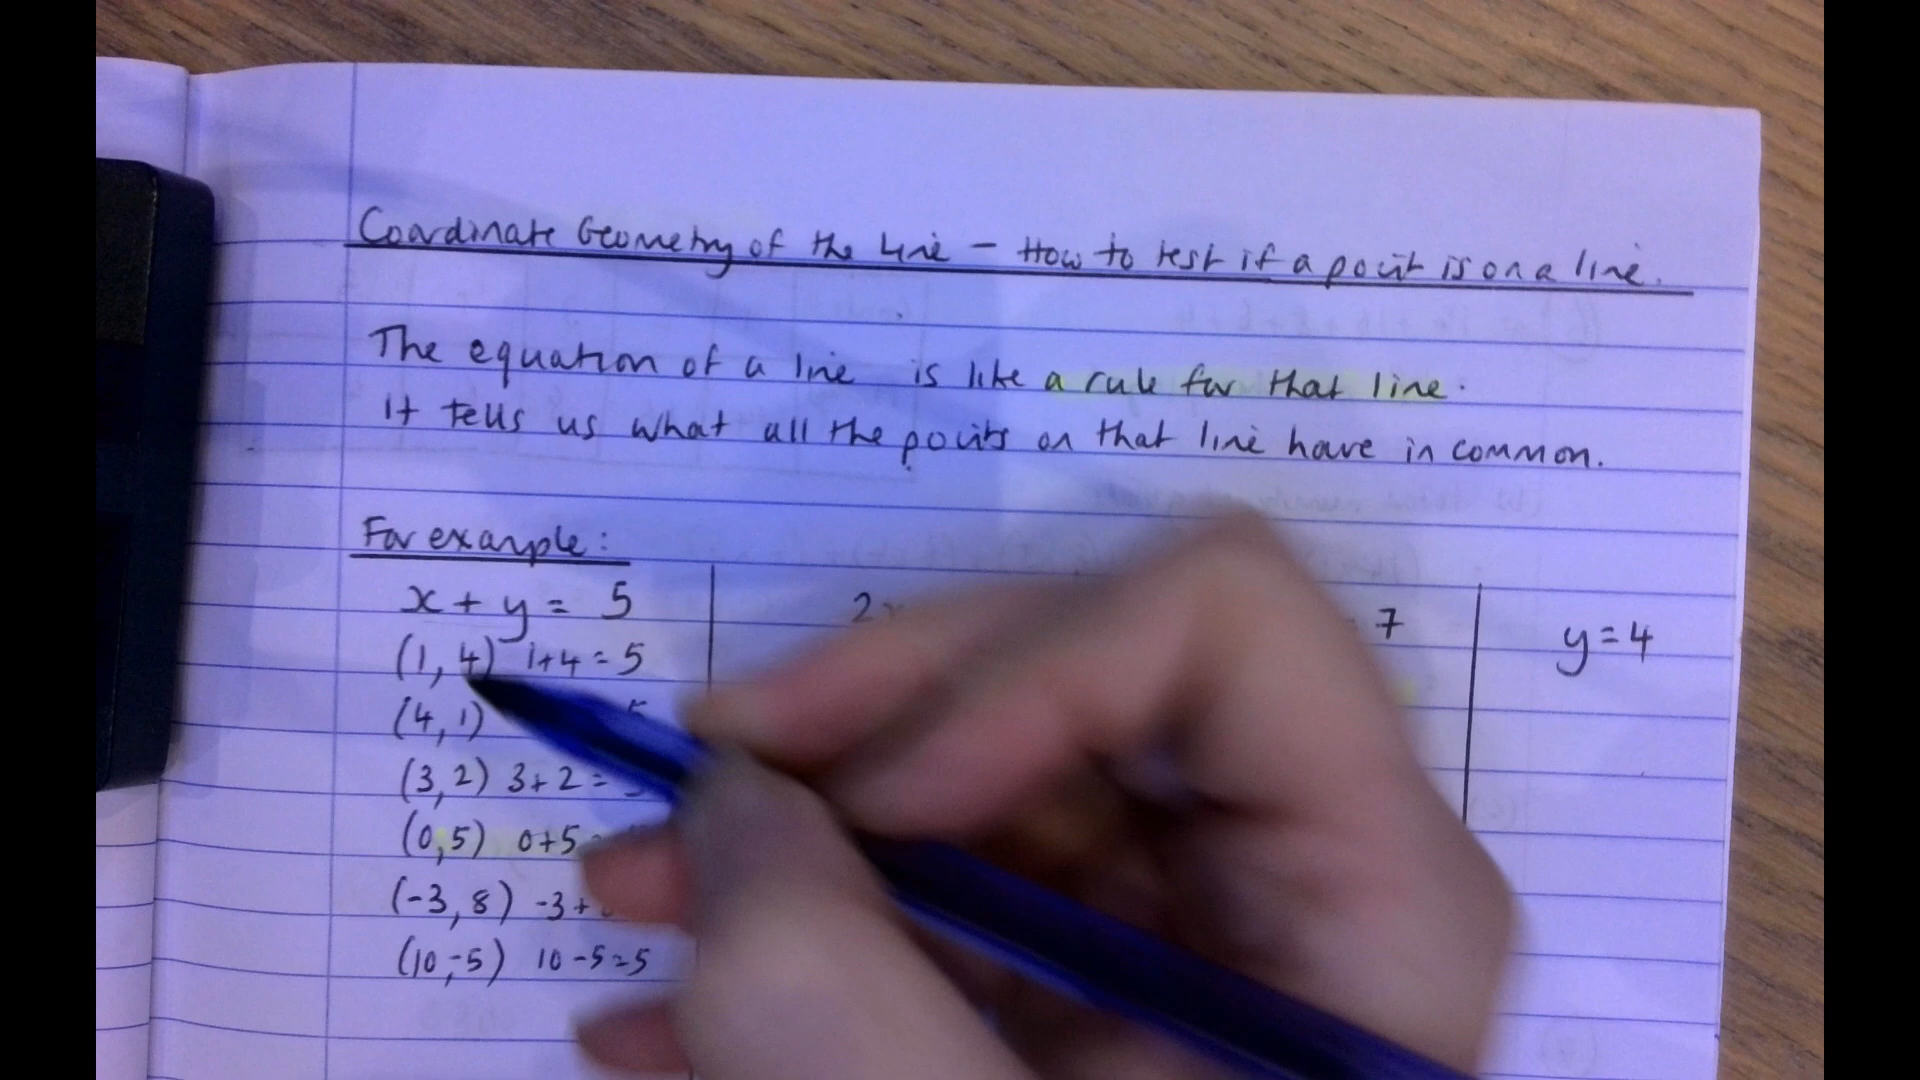 Coordinate Geometry of the Line - How to test if a point is on a line.
The equation of a line is like a rule for that line.
It tells us what all the points on that line have in common.
For example:
x + y = 5
(1, 4) 1+4 = 5
(4, 1) 5
(3, 2) 3+2 =
(0, 5) 0+5 =
(-3, 8) -3+
(10, -5) 10-5=5
2x
7
y = 4